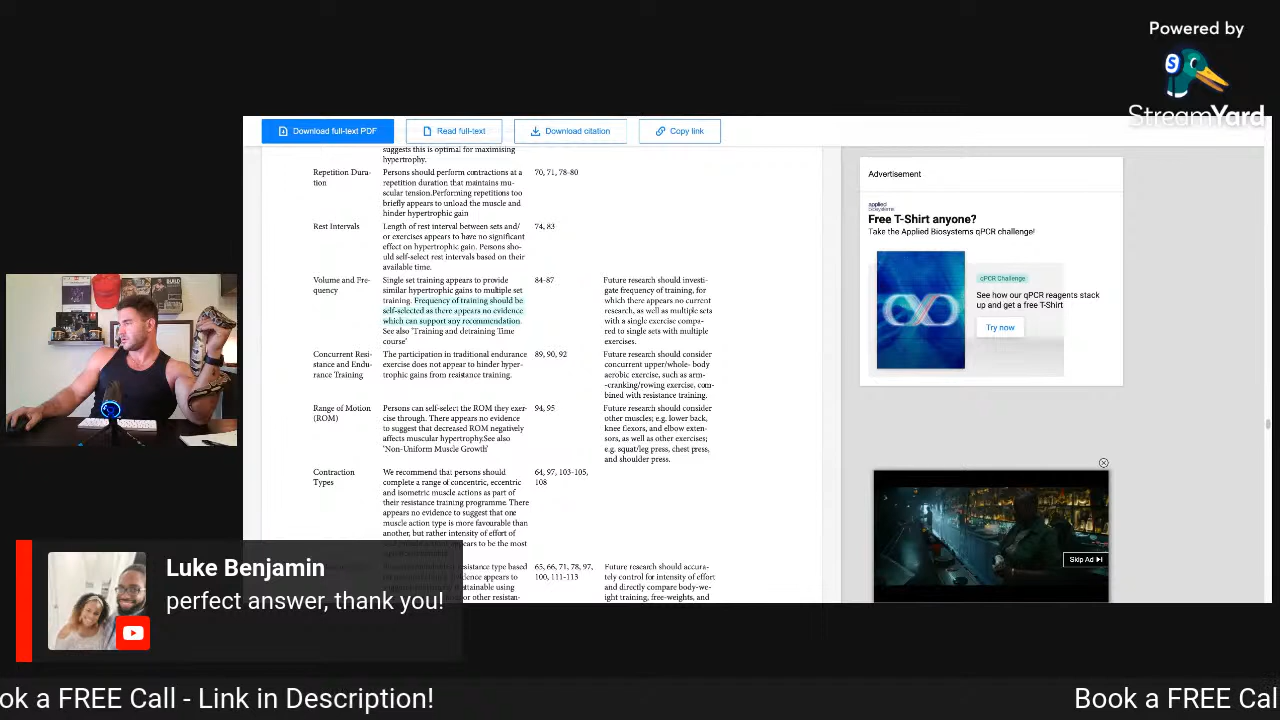 Powered by
StreamYard
Download full-text PDF
Read full-text
Download citation
Copy link
suggests this is optimal for maximising
hypertrophy.
Repetition Dura-
tion
Persons should perform contractions at a
repetition duration that maintains mu-
scular tension.Performing repetitions too
briefly appears to unload the muscle and
hinder hypertrophic gain
70, 71, 78-80
Rest Intervals
Length of rest interval between sets and/
or exercises appears to have no significant
effect on hypertrophic gain. Persons sho-
uld self-select rest intervals based on their
available time.
74, 83
Volume and Fre-
quency
Single set training appears to provide
similar hypertrophic gains to multiple set
training. Frequency of training should be
self-selected as there appears no evidence
which can support any recommendation.
See also 'Training and detraining Time
course'
84-87
Future research should investi-
gate frequency of training, for
which there appears no current
research, as well as multiple sets
with a single exercise compa-
red to single sets with multiple
exercises.
Concurrent Resi-
stance and Endu-
rance Training
The participation in traditional endurance
exercise does not appear to hinder hyper-
trophic gains from resistance training.
89, 90, 92
Future research should consider
concurrent upper/whole- body
aerobic exercise, such as arm-
-cranking/rowing exercise, com-
bined with resistance training.
Range of Motion
(ROM)
Persons can self-select the ROM they exer-
cise through. There appears no evidence
to suggest that decreased ROM negatively
affects muscular hypertrophy.See also
'Non-Uniform Muscle Growth'
94, 95
Future research should consider
other muscles; e.g. lower back,
knee flexors, and elbow exten-
sors, as well as other exercises;
e.g. squat/leg press, chest press,
and shoulder press.
Contraction
Types
We recommend that persons should
complete a range of concentric, eccentric
and isometric muscle actions as part of
their resistance training programme. There
appears no evidence to suggest that one
muscle action type is more favourable than
another, but rather intensity of effort of
ears to be the most
64, 97, 103-105,
108
esistance type based
idence appears to
ttainable using
or other resistan-
65, 66, 71, 78, 97,
100, 111-113
Future research should accura-
tely control for intensity of effort
and directly compare body-we-
ight training, free-weights, and
Advertisement
applied
biosystems
Free T-Shirt anyone?
Take the Applied Biosystems qPCR challenge!
qPCR Challenge
See how our qPCR reagents stack
up and get a free T-Shirt
Try now
Skip Ad
Luke Benjamin
perfect answer, thank you!
ok a FREE Call - Link in Description!
Book a FREE Cal